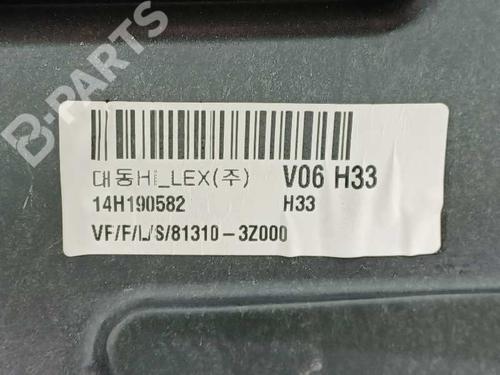 B-PARTS
대동HI_LEX(주) V06 H33
14H190582 H33
VF/F/L/S/81310-3Z000